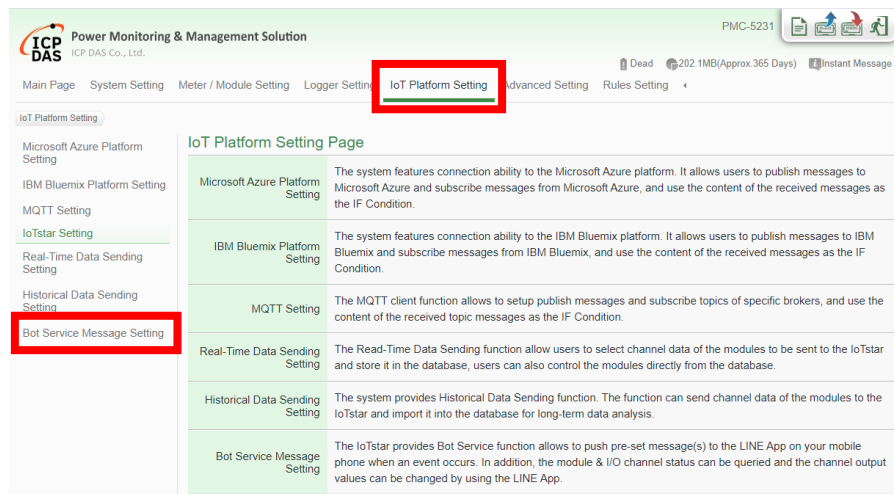 PMC-5231
ICP DAS
Power Monitoring & Management Solution
ICP DAS Co., Ltd.
Dead 202.1MB(Approx.365 Days) Instant Message
Main Page System Setting Meter / Module Setting Logger Setting IoT Platform Setting Advanced Setting Rules Setting
IoT Platform Setting
Microsoft Azure Platform
Setting
IBM Bluemix Platform Setting
MQTT Setting
IoTstar Setting
Real-Time Data Sending
Setting
Historical Data Sending
Setting
Bot Service Message Setting
IoT Platform Setting Page
Microsoft Azure Platform
Setting
The system features connection ability to the Microsoft Azure platform. It allows users to publish messages to
Microsoft Azure and subscribe messages from Microsoft Azure, and use the content of the received messages as
the IF Condition.
IBM Bluemix Platform
Setting
The system features connection ability to the IBM Bluemix platform. It allows users to publish messages to IBM
Bluemix and subscribe messages from IBM Bluemix, and use the content of the received messages as the IF
Condition.
MQTT Setting
The MQTT client function allows to setup publish messages and subscribe topics of specific brokers, and use the
content of the received topic messages as the IF Condition.
Real-Time Data Sending
Setting
The Read-Time Data Sending function allow users to select channel data of the modules to be sent to the IoTstar
and store it in the database, users can also control the modules directly from the database.
Historical Data Sending
Setting
The system provides Historical Data Sending function. The function can send channel data of the modules to the
IoTstar and import it into the database for long-term data analysis.
Bot Service Message
Setting
The IoTstar provides Bot Service function allows to push pre-set message(s) to the LINE App on your mobile
phone when an event occurs. In addition, the module & I/O channel status can be queried and the channel output
values can be changed by using the LINE App.